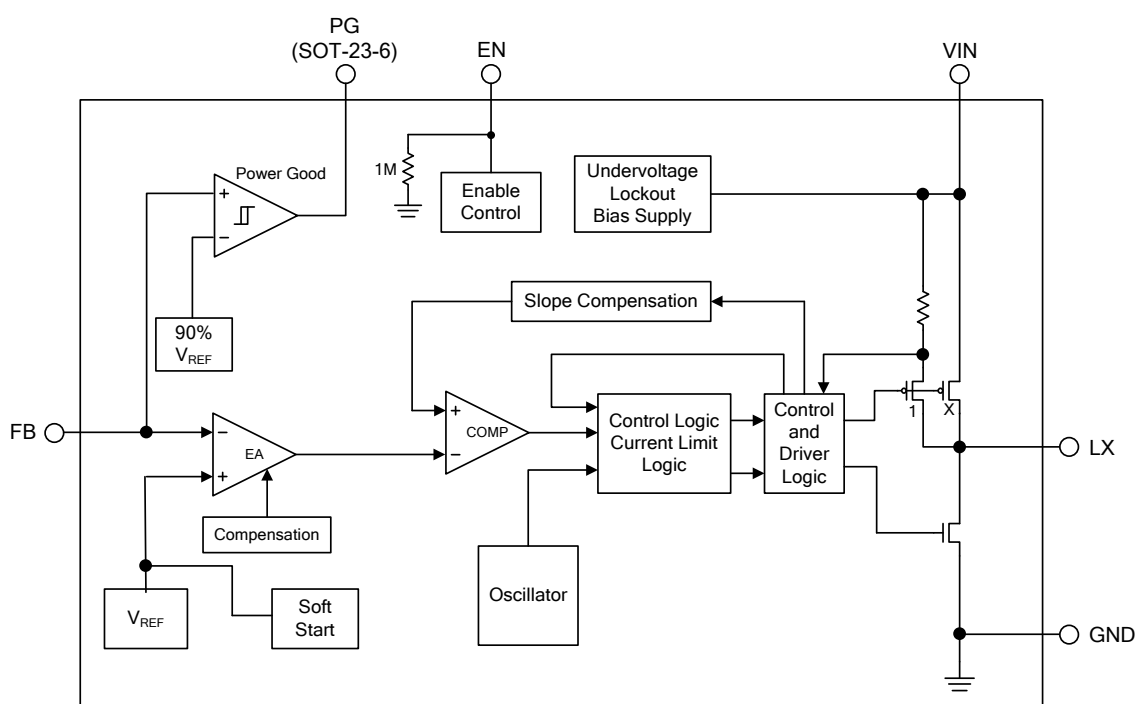 PG
(SOT-23-6)
EN
VIN
Power Good
+
−
90%
VREF
1M
Enable
Control
Undervoltage
Lockout
Bias Supply
Slope Compensation
FB
−
EA
+
Compensation
VREF
Soft
Start
+
COMP
−
Control Logic
Current Limit
Logic
Oscillator
Control
and
Driver
Logic
1
X
LX
GND